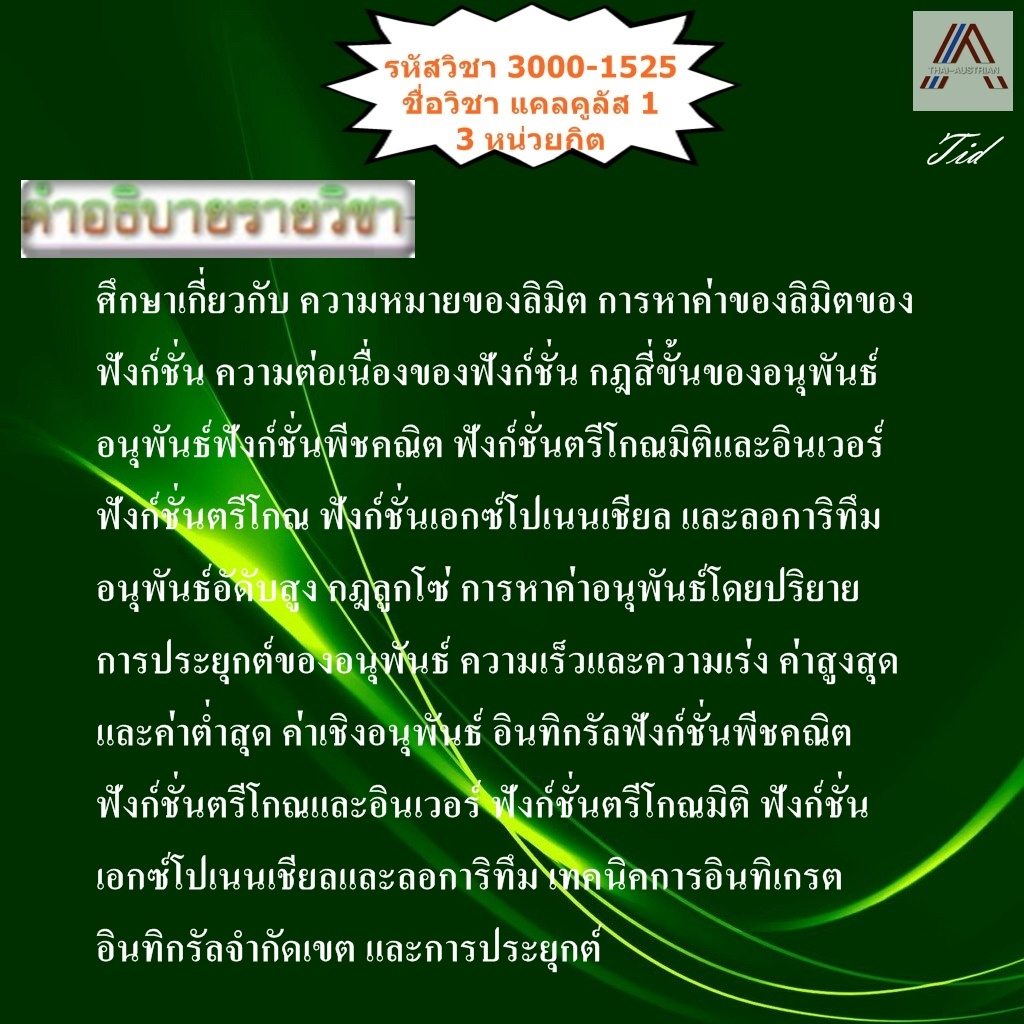 รหัสวิชา 3000-1525
ชื่อวิชา แคลคูลัส 1
3 หน่วยกิต
THAI-AUSTRIAN
Tid
คำอธิบายรายวิชา
ศึกษาเกี่ยวกับ ความหมายของลิมิต การหาค่าของลิมิตของ
ฟังก์ชั่น ความต่อเนื่องของฟังก์ชั่น กฎสี่ขั้นของอนุพันธ์
อนุพันธ์ฟังก์ชั่นพีชคณิต ฟังก์ชั่นตรีโกณมิติและอินเวอร์
ฟังก์ชั่นตรีโกณ ฟังก์ชั่นเอกซ์โปเนนเชียล และลอการิทึม
อนุพันธ์อัดับสูง กฎลูกโซ่ การหาค่าอนุพันธ์โดยปริยาย
การประยุกต์ของอนุพันธ์ ความเร็วและความเร่ง ค่าสูงสุด
และค่าต่ำสุด ค่าเชิงอนุพันธ์ อินทิกรัลฟังก์ชั่นพีชคณิต
ฟังก์ชั่นตรีโกณและอินเวอร์ ฟังก์ชั่นตรีโกณมิติ ฟังก์ชั่น
เอกซ์โปเนนเชียลและลอการิทึม เทคนิคการอินทิเกรต
อินทิกรัลจำกัดเขต และการประยุกต์